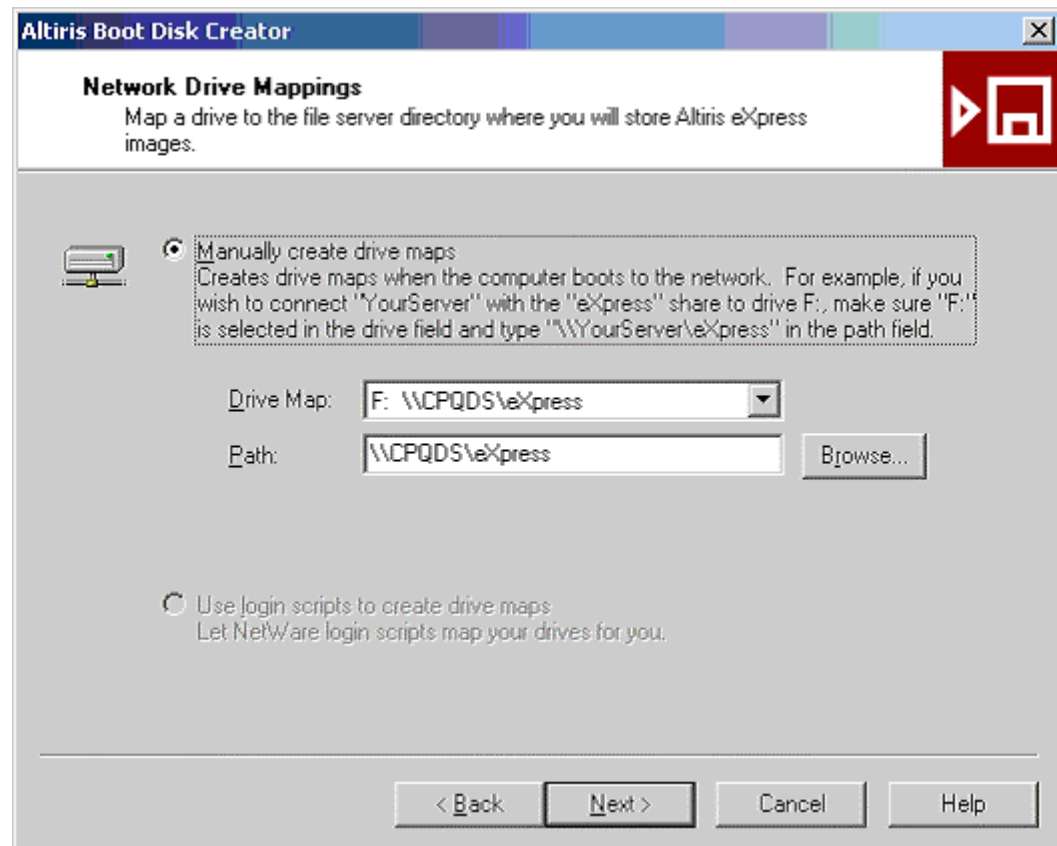 Altiris Boot Disk Creator
Network Drive Mappings
Map a drive to the file server directory where you will store Altiris eXpress
images.
Manually create drive maps
Creates drive maps when the computer boots to the network.  For example, if you
wish to connect "YourServer" with the "eXpress" share to drive F:, make sure "F:"
is selected in the drive field and type "\\YourServer\eXpress" in the path field.
Drive Map: F: \\CPQDS\eXpress
Path: \\CPQDS\eXpress Browse...
Use login scripts to create drive maps
Let NetWare login scripts map your drives for you.
< Back Next > Cancel Help